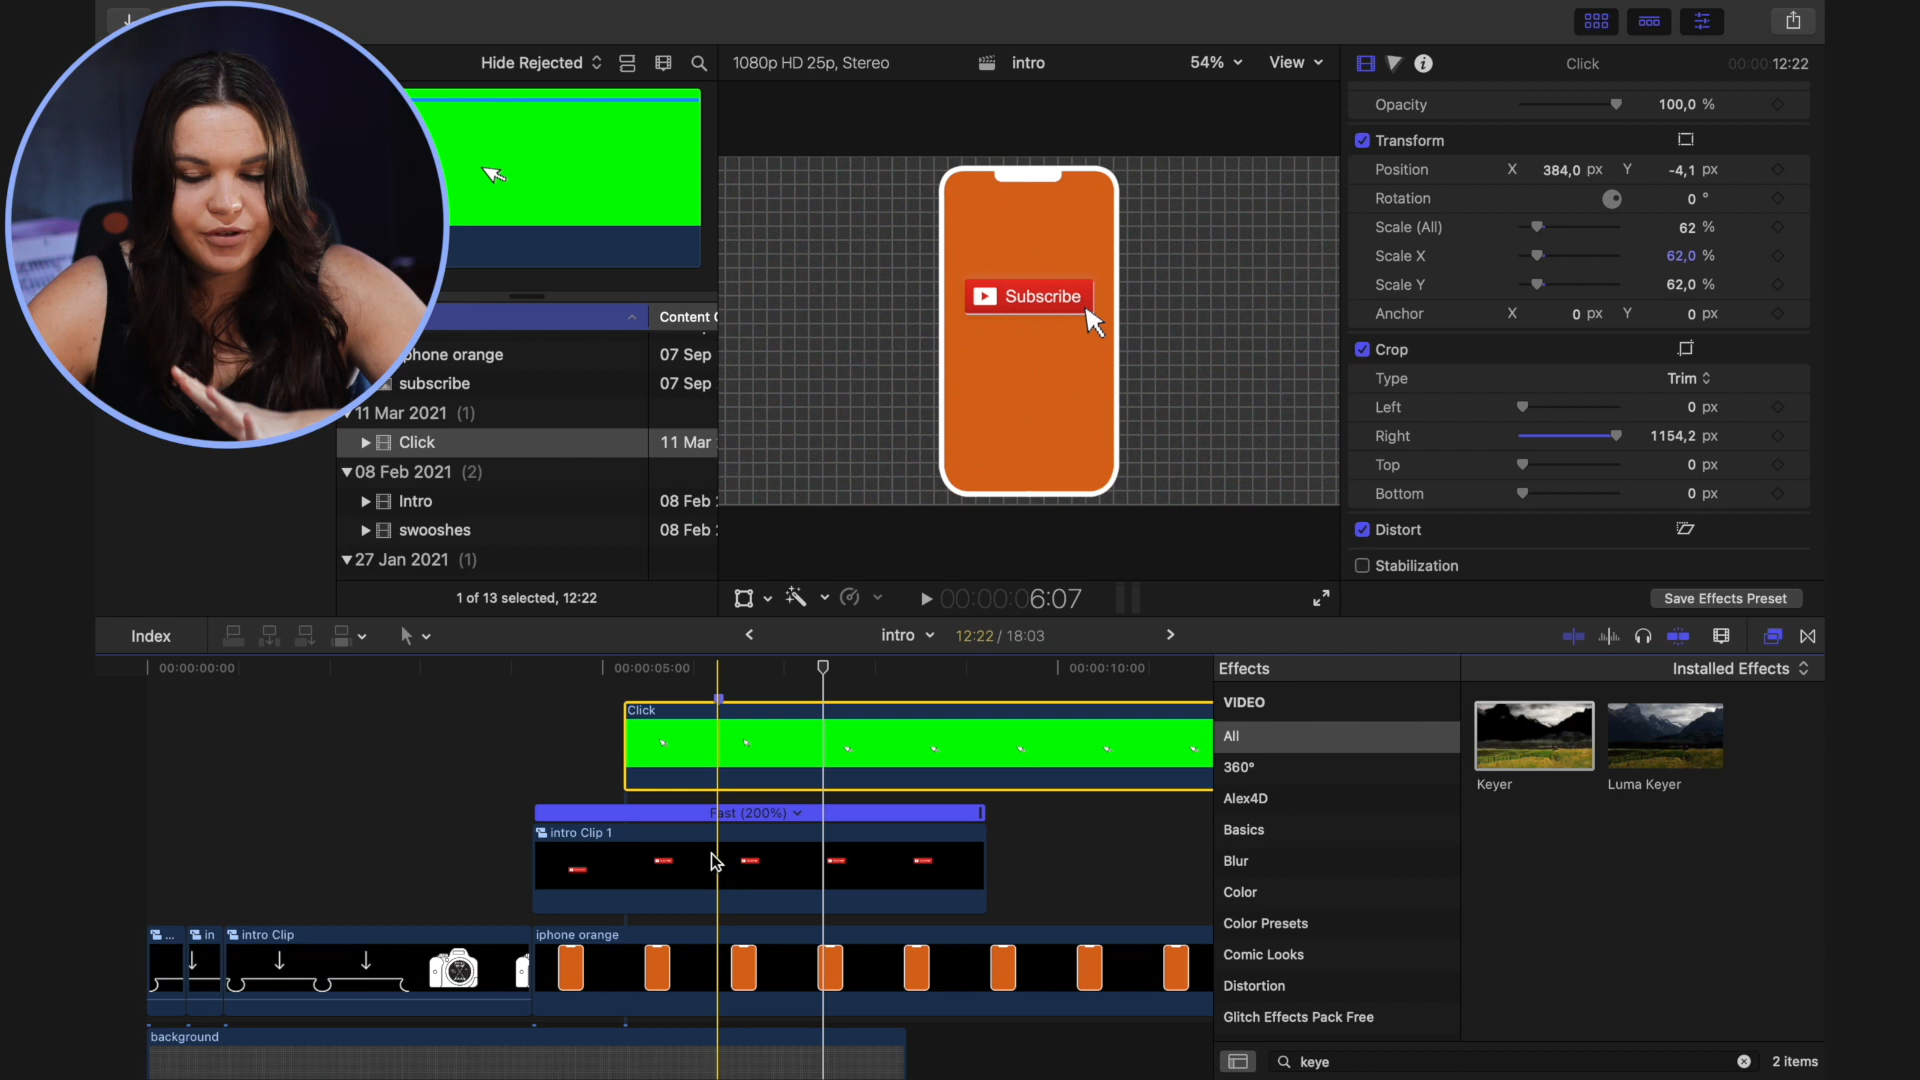 Hide Rejected
1080p HD 25p, Stereo
intro
54%
View
Click
00:00:12:22
Opacity
100,0 %
Transform
Position X 384,0 px Y -4,1 px
Rotation 0 °
Scale (All) 62 %
Scale X 62,0 %
Scale Y 62,0 %
Anchor X 0 px Y 0 px
Crop
Type Trim
Left 0 px
Right 1154,2 px
Top 0 px
Bottom 0 px
Distort
Stabilization
Save Effects Preset
Subscribe
Content
phone orange 07 Sep
subscribe 07 Sep
11 Mar 2021 (1)
Click 11 Mar
08 Feb 2021 (2)
Intro 08 Feb
swooshes 08 Feb
27 Jan 2021 (1)
1 of 13 selected, 12:22
00:00:06:07
Index
intro
12:22 / 18:03
00:00:00:00
00:00:05:00
00:00:10:00
Click
Fast (200%)
intro Clip 1
...
in
intro Clip
iphone orange
background
Effects
Installed Effects
VIDEO
All
360°
Alex4D
Basics
Blur
Color
Color Presets
Comic Looks
Distortion
Glitch Effects Pack Free
Keyer
Luma Keyer
keye
2 items